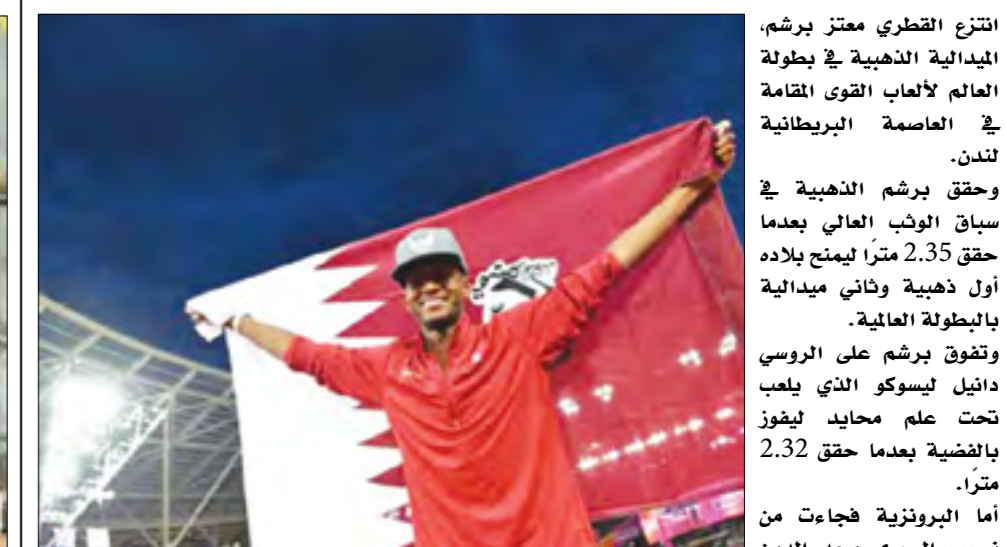 انتزع القطري معتز برشم،
الميدالية الذهبية في بطولة
العالم لألعاب القوى المقامة
في العاصمة البريطانية
لندن.
وحقق برشم الذهبية في
سباق الوثب العالي بعدما
حقق 2.35 مترًا ليمنح بلاده
أول ذهبية وثاني ميدالية
بالبطولة العالمية.
وتفوق برشم على الروسي
دانيل ليسوكو الذي يلعب
تحت علم محايد ليفوز
بالفضية بعدما حقق 2.32
مترًا.
أما البرونزية فجاءت من